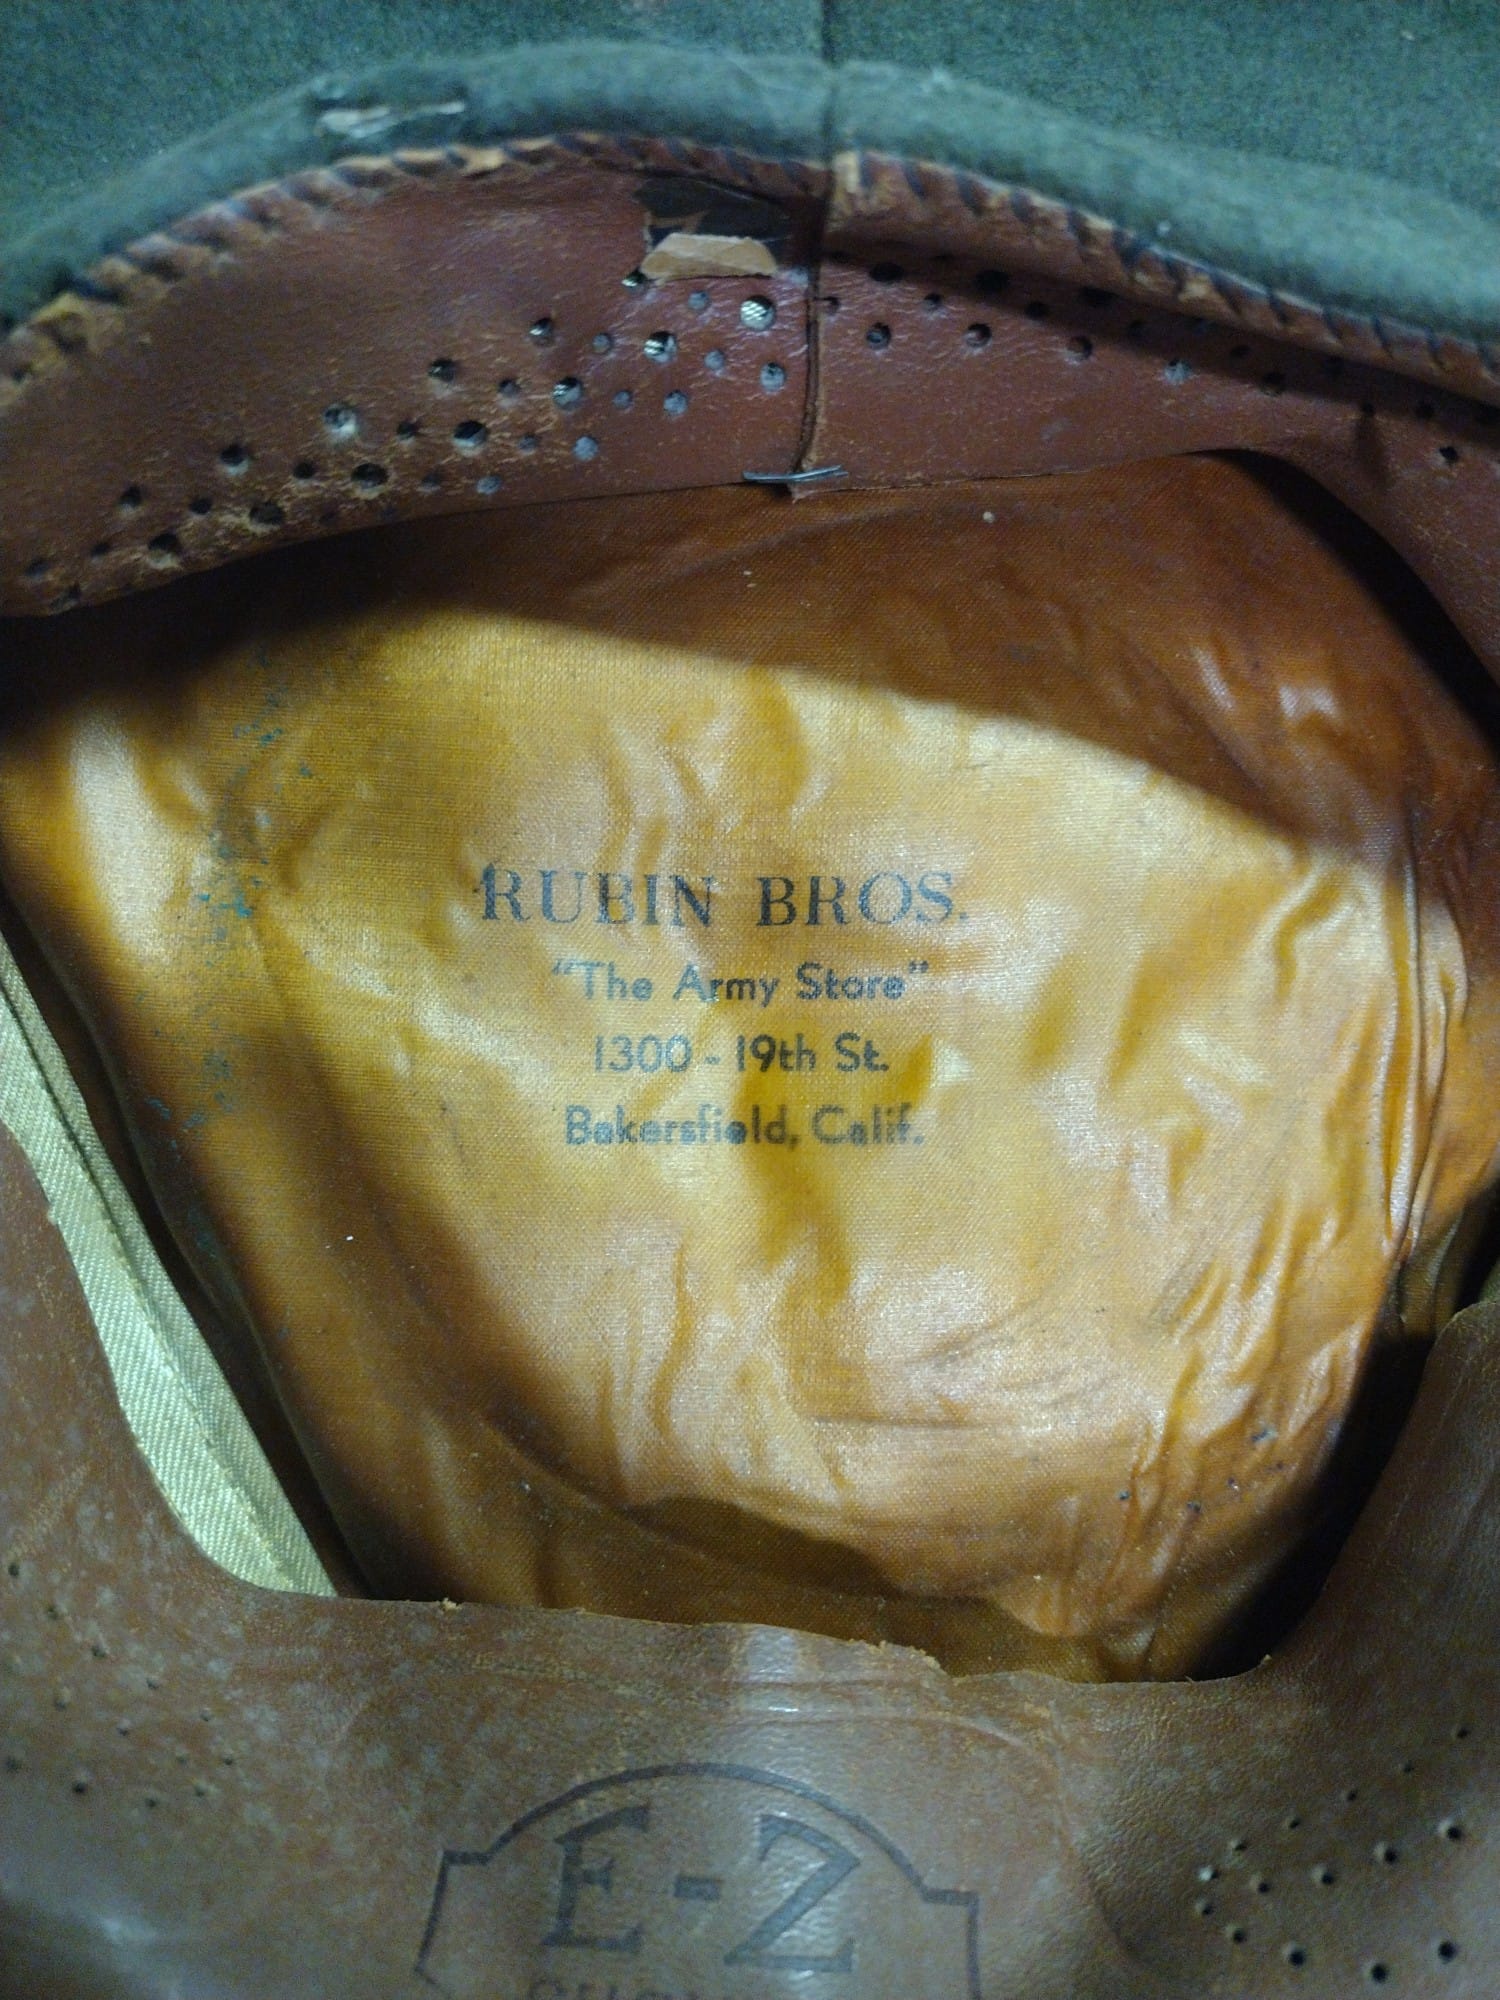 RUBIN BROS.
"The Army Store"
1300 - 19th St.
Bakersfield, Calif.
E-Z